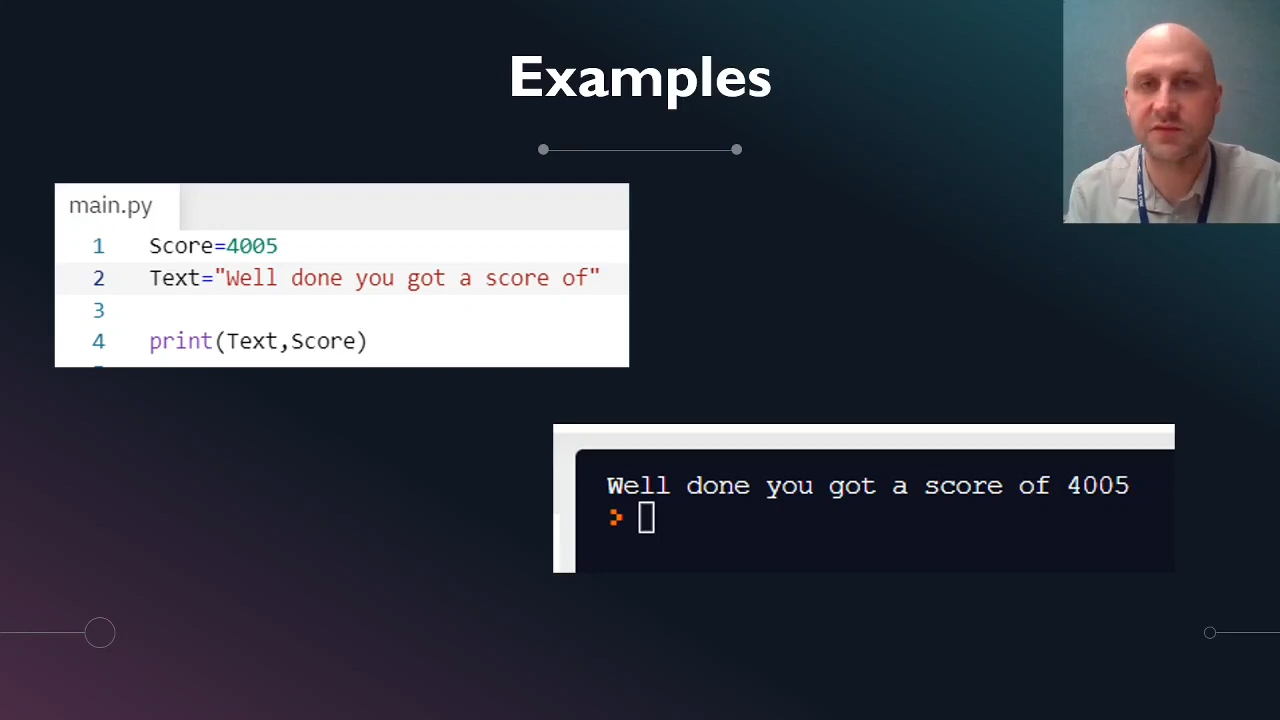 Examples
main.py
1 Score=4005
2 Text="Well done you got a score of"
3
4 print(Text,Score)
Well done you got a score of 4005
>